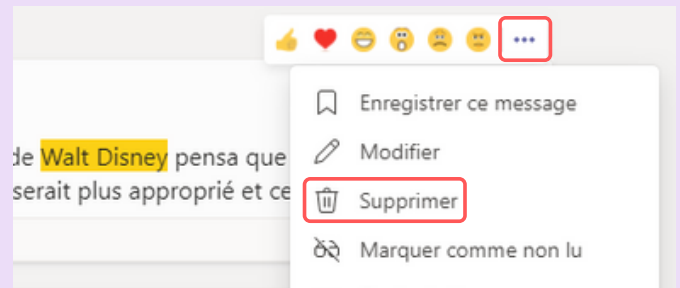 Enregistrer ce message
de Walt Disney pensa que
Modifier
serait plus approprié et ce
Supprimer
Marquer comme non lu